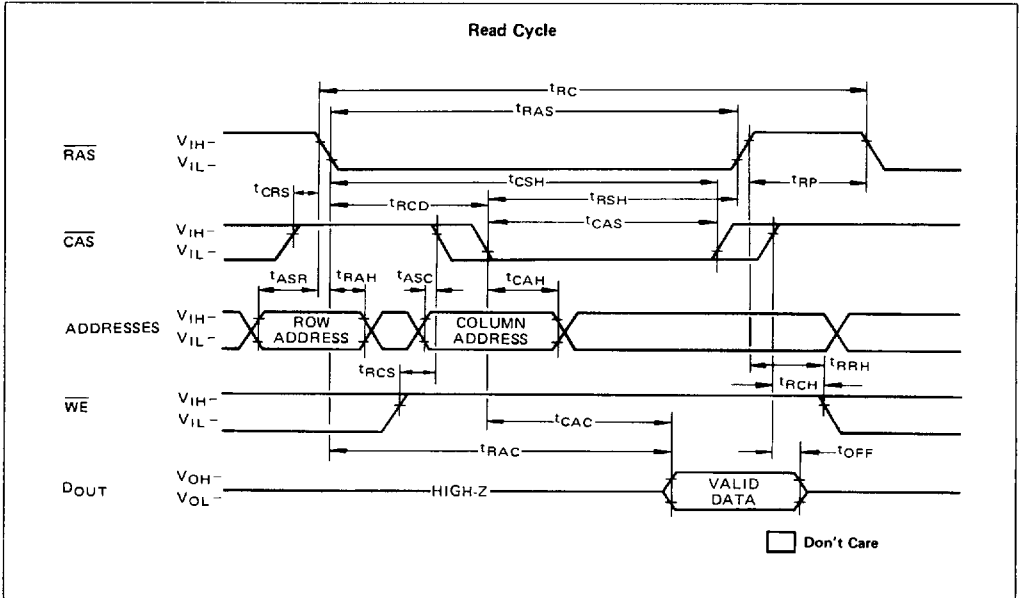 Read Cycle
tRC
tRAS
RAS
VIH-
VIL-
tCRS
tCSH
tRP
tRCD
tRSH
CAS
VIH-
VIL-
tCAS
tASR
tRAH
tASC
tCAH
ADDRESSES
VIH-
VIL-
ROW ADDRESS
COLUMN ADDRESS
tRCS
tRRH
tRCH
WE
VIH-
VIL-
tCAC
tRAC
tOFF
DOUT
VOH-
VOL-
HIGH-Z
VALID DATA
Don't Care